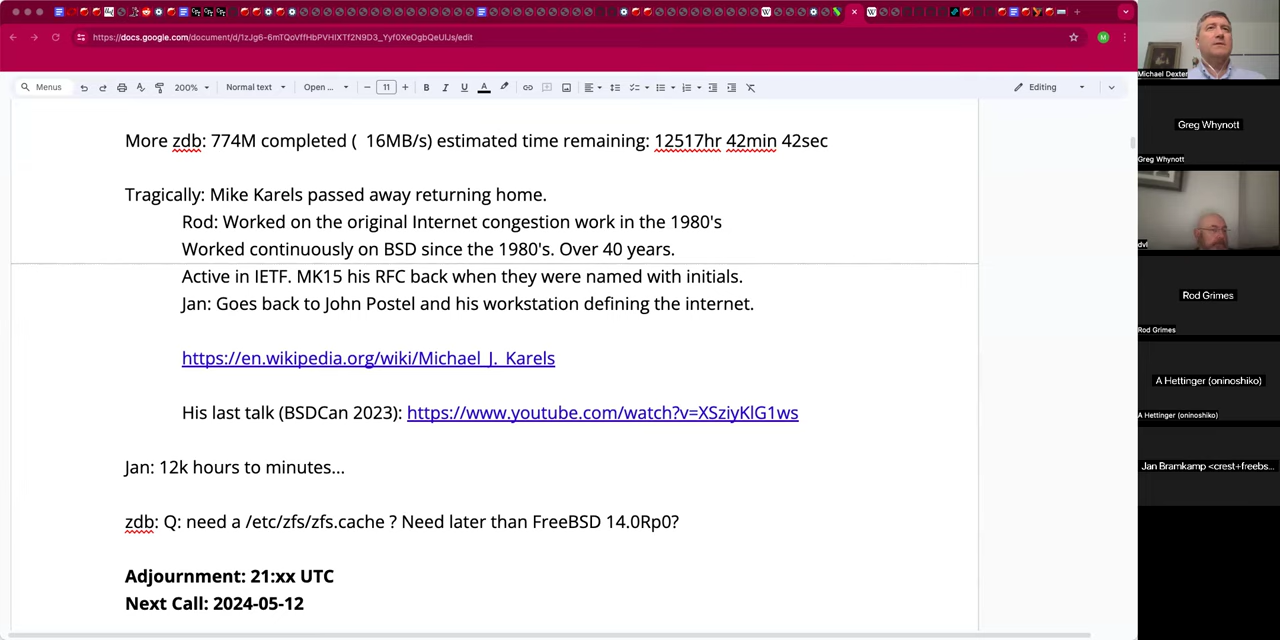 https://docs.google.com/document/d/1zJg6-6mTQoVffHbPVHIXTf2N9D3_Yyf0XeOgbQeUIJs/edit
M
Menus
200%
Normal text
Open ...
11
Editing
More zdb: 774M completed (  16MB/s) estimated time remaining: 12517hr 42min 42sec
Tragically: Mike Karels passed away returning home.
Rod: Worked on the original Internet congestion work in the 1980's
Worked continuously on BSD since the 1980's. Over 40 years.
Active in IETF. MK15 his RFC back when they were named with initials.
Jan: Goes back to John Postel and his workstation defining the internet.
https://en.wikipedia.org/wiki/Michael_J._Karels
His last talk (BSDCan 2023): https://www.youtube.com/watch?v=XSziyKlG1ws
Jan: 12k hours to minutes...
zdb: Q: need a /etc/zfs/zfs.cache ? Need later than FreeBSD 14.0Rp0?
Adjournment: 21:xx UTC
Next Call: 2024-05-12
Michael Dexter
Greg Whynott
Greg Whynott
dvl
Rod Grimes
Rod Grimes
A Hettinger (oninoshiko)
A Hettinger (oninoshiko)
Jan Bramkamp <crest+freebs...